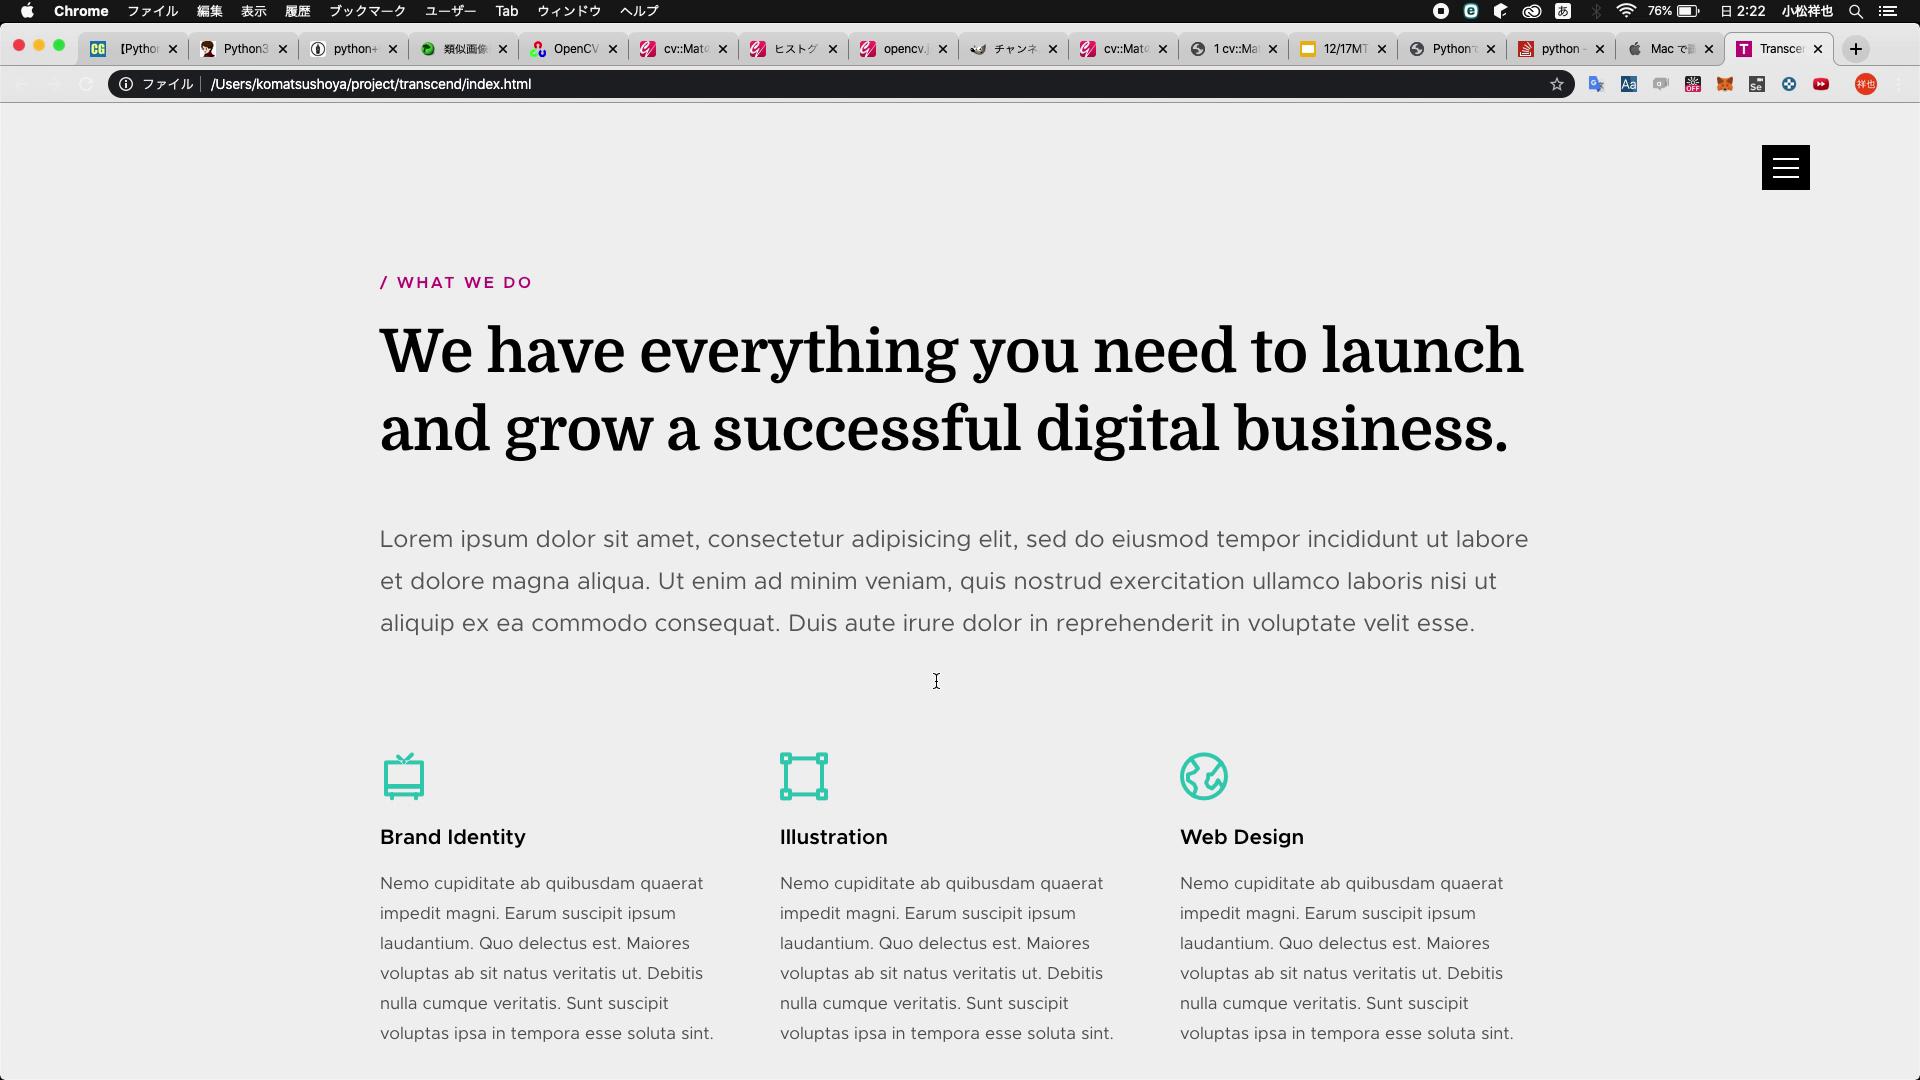 Chrome ファイル 編集 表示 履歴 ブックマーク ユーザー Tab ウィンドウ ヘルプ あ 76% 日 2:22 小松祥也
CG 【Pythor Python3 python+ 類似画像 OpenCV cv::Mat ヒストグ opencv. チャンネ cv::Mat 1 cv::Ma 12/17MT Python python - Mac で T Transce
ファイル /Users/komatsushoya/project/transcend/index.html Aa OFF Se 祥也
/ WHAT WE DO
We have everything you need to launch
and grow a successful digital business.
Lorem ipsum dolor sit amet, consectetur adipisicing elit, sed do eiusmod tempor incididunt ut labore
et dolore magna aliqua. Ut enim ad minim veniam, quis nostrud exercitation ullamco laboris nisi ut
aliquip ex ea commodo consequat. Duis aute irure dolor in reprehenderit in voluptate velit esse.
Brand Identity
Nemo cupiditate ab quibusdam quaerat
impedit magni. Earum suscipit ipsum
laudantium. Quo delectus est. Maiores
voluptas ab sit natus veritatis ut. Debitis
nulla cumque veritatis. Sunt suscipit
voluptas ipsa in tempora esse soluta sint.
Illustration
Nemo cupiditate ab quibusdam quaerat
impedit magni. Earum suscipit ipsum
laudantium. Quo delectus est. Maiores
voluptas ab sit natus veritatis ut. Debitis
nulla cumque veritatis. Sunt suscipit
voluptas ipsa in tempora esse soluta sint.
Web Design
Nemo cupiditate ab quibusdam quaerat
impedit magni. Earum suscipit ipsum
laudantium. Quo delectus est. Maiores
voluptas ab sit natus veritatis ut. Debitis
nulla cumque veritatis. Sunt suscipit
voluptas ipsa in tempora esse soluta sint.